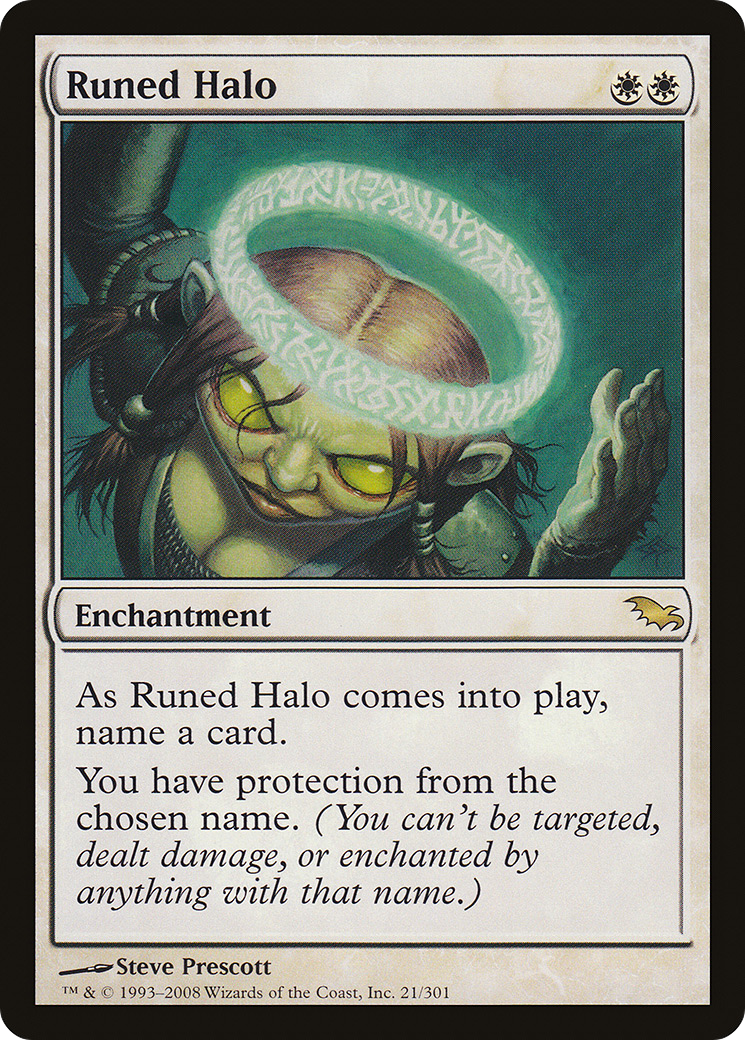 Runed Halo
Enchantment
As Runed Halo comes into play,
name a card.
You have protection from the
chosen name. (You can't be targeted,
dealt damage, or enchanted by
anything with that name.)
Steve Prescott
™ & © 1993–2008 Wizards of the Coast, Inc. 21/301